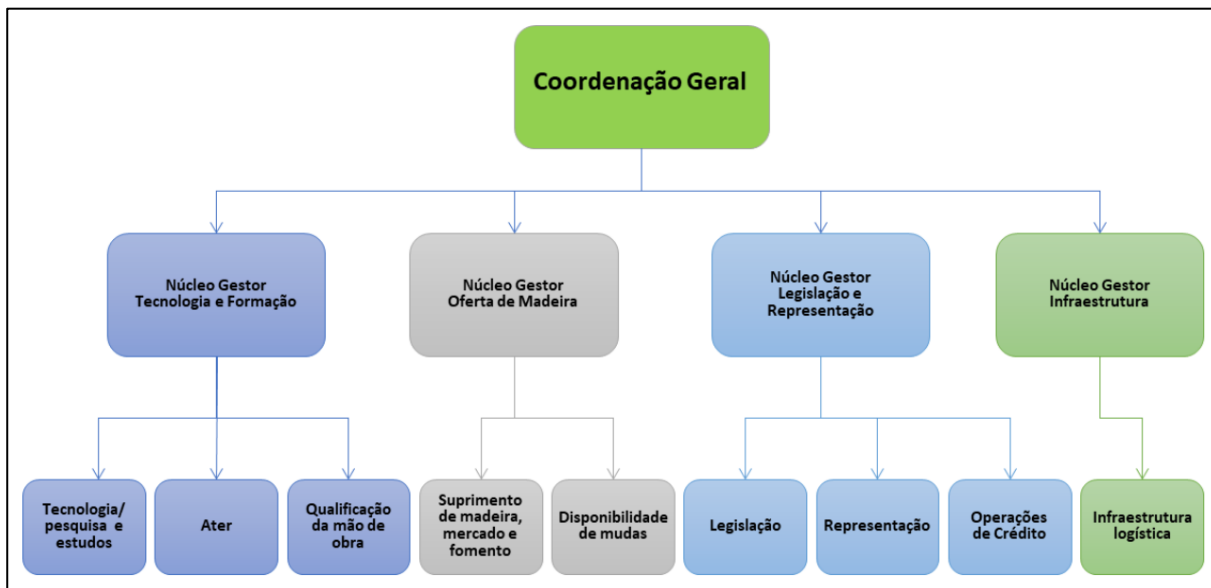 Coordenação Geral
Núcleo Gestor
Tecnologia e Formação
Núcleo Gestor
Oferta de Madeira
Núcleo Gestor
Legislação e
Representação
Núcleo Gestor
Infraestrutura
Tecnologia/
pesquisa e
estudos
Ater
Qualificação
da mão de
obra
Suprimento
de madeira,
mercado e
fomento
Disponibilidade
de mudas
Legislação
Representação
Operações
de Crédito
Infraestrutura
logística